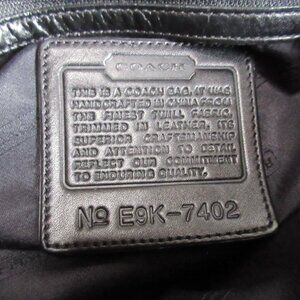 COACH
THIS IS A COACH BAG. IT WAS
HANDCRAFTED IN CHINA FROM
THE FINEST TWILL FABRIC,
TRIMMED IN LEATHER. ITS
SUPERIOR CRAFTSMANSHIP
AND ATTENTION TO DETAIL
REFLECT OUR COMMITMENT
TO ENDURING QUALITY.
Nº E9K-7402